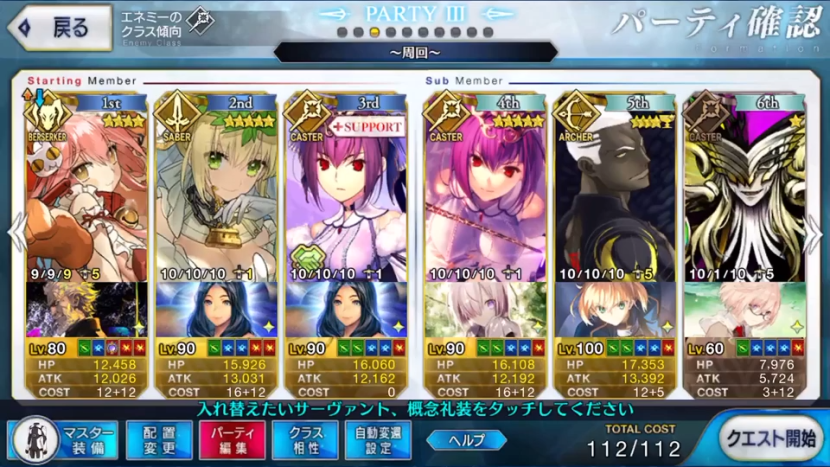 戻る
エネミーの
クラス傾向
Enemy Class
PARTY III
パーティ確認
Formation
～周回～
Starting Member
Sub Member
1st
2nd
3rd
4th
5th
6th
BERSERKER
SABER
CASTER
+SUPPORT
CASTER
ARCHER
CASTER
9/9/9 +5
10/10/10 +1
10/10/10 +1
10/10/10 +1
10/10/10 +5
10/1/10 +5
Lv.80
Lv.90
Lv.90
Lv.90
Lv.100
Lv.60
HP 12,458
HP 15,926
HP 16,060
HP 16,108
HP 17,353
HP 7,976
ATK 12,026
ATK 13,031
ATK 12,162
ATK 12,192
ATK 13,392
ATK 5,724
COST 12+12
COST 16+12
COST 0
COST 16+12
COST 12+5
COST 3+12
入れ替えたいサーヴァント、概念礼装をタッチしてください
マスター
装備
配置
変更
パーティ
編集
クラス
相性
自動変還
設定
ヘルプ
TOTAL COST
112/112
クエスト開始